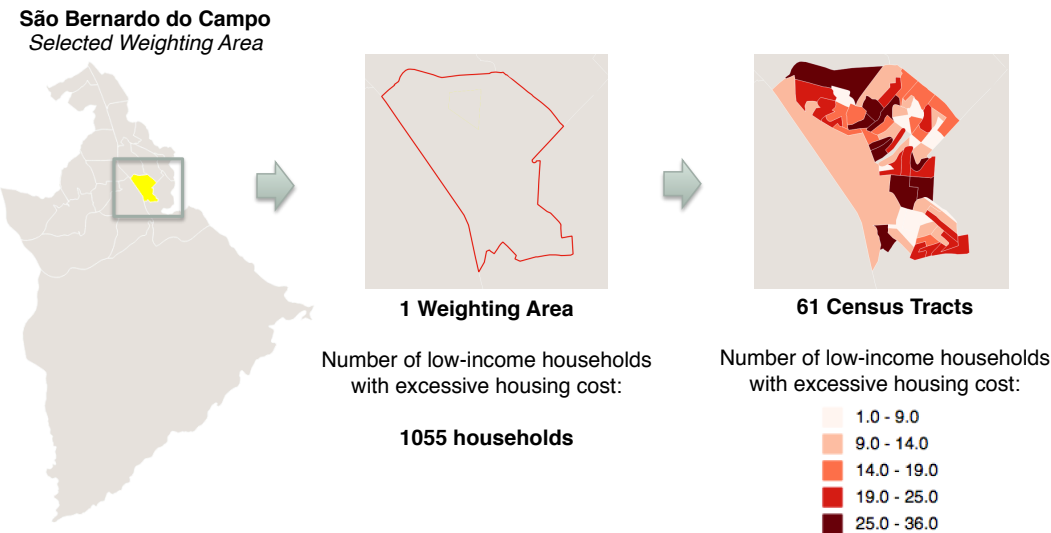 São Bernardo do Campo
Selected Weighting Area
1 Weighting Area
Number of low-income households
with excessive housing cost:
1055 households
61 Census Tracts
Number of low-income households
with excessive housing cost:
1.0 - 9.0
9.0 - 14.0
14.0 - 19.0
19.0 - 25.0
25.0 - 36.0